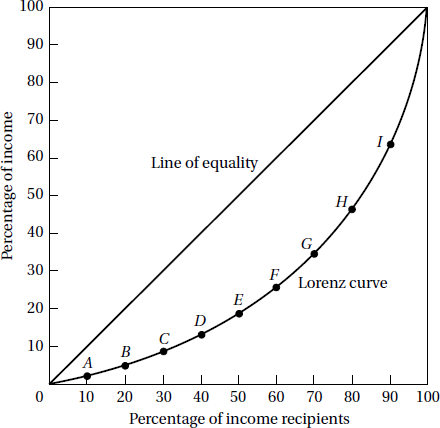 100
90
80
70
60
50
40
30
20
10
Percentage of income
Line of equality
Lorenz curve
A
B
C
D
E
F
G
H
I
0 10 20 30 40 50 60 70 80 90 100
Percentage of income recipients